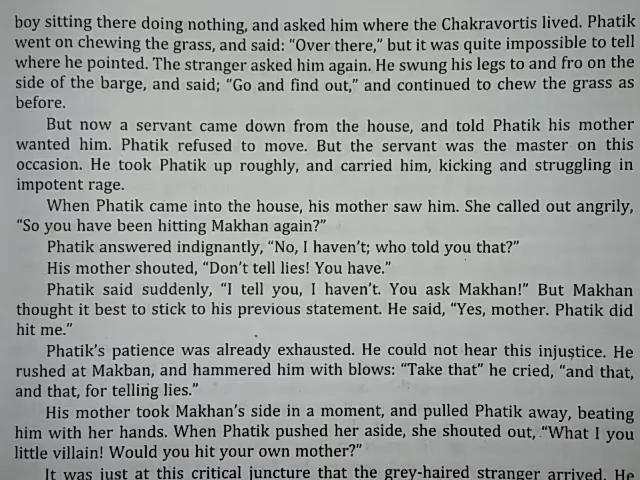 boy sitting there doing nothing, and asked him where the Chakravortis lived. Phatik
went on chewing the grass, and said: “Over there,” but it was quite impossible to tell
where he pointed. The stranger asked him again. He swung his legs to and fro on the
side of the barge, and said; “Go and find out,” and continued to chew the grass as
before.
But now a servant came down from the house, and told Phatik his mother
wanted him. Phatik refused to move. But the servant was the master on this
occasion. He took Phatik up roughly, and carried him, kicking and struggling in
impotent rage.
When Phatik came into the house, his mother saw him. She called out angrily,
“So you have been hitting Makhan again?”
Phatik answered indignantly, “No, I haven’t; who told you that?”
His mother shouted, “Don’t tell lies! You have.”
Phatik said suddenly, “I tell you, I haven’t. You ask Makhan!” But Makhan
thought it best to stick to his previous statement. He said, “Yes, mother. Phatik did
hit me.”
Phatik’s patience was already exhausted. He could not hear this injustice. He
rushed at Makban, and hammered him with blows: “Take that” he cried, “and that,
and that, for telling lies.”
His mother took Makhan’s side in a moment, and pulled Phatik away, beating
him with her hands. When Phatik pushed her aside, she shouted out, “What I you
little villain! Would you hit your own mother?”
It was just at this critical juncture that the grey-haired stranger arrived. He